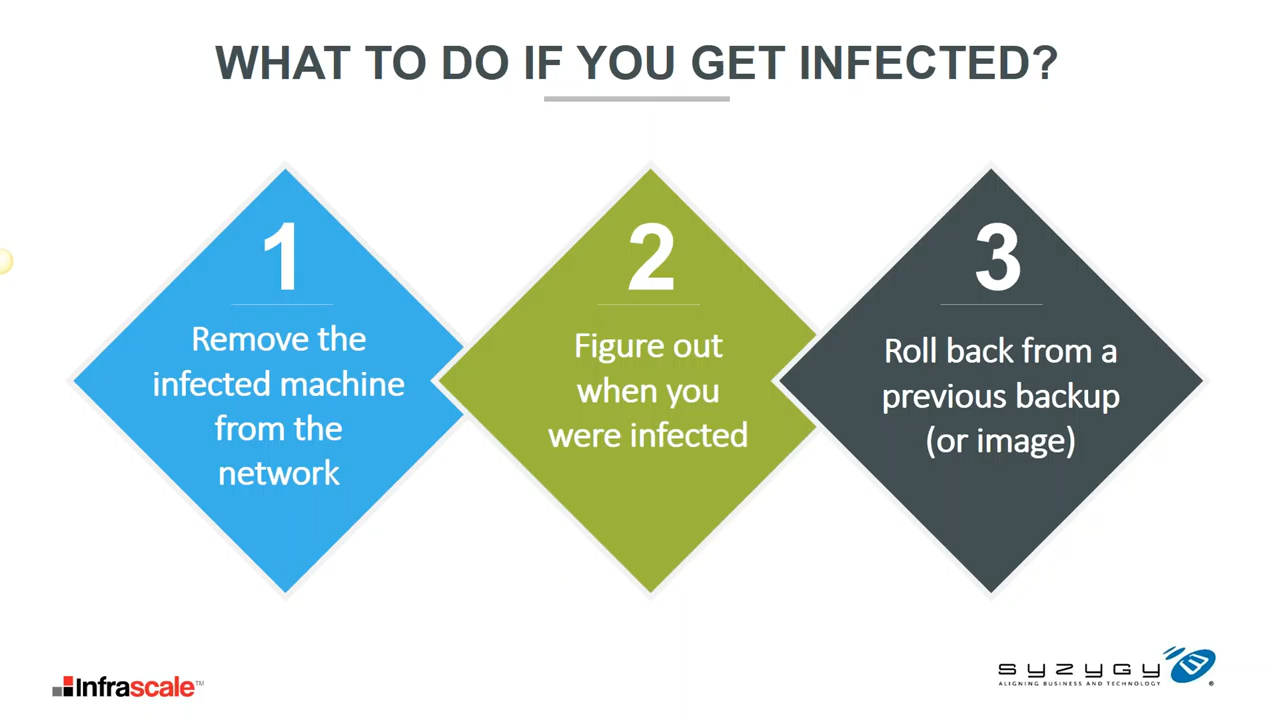 WHAT TO DO IF YOU GET INFECTED?
1
Remove the
infected machine
from the
network
2
Figure out
when you
were infected
3
Roll back from a
previous backup
(or image)
Infrascale™
SYZYGY®
ALIGNING BUSINESS AND TECHNOLOGY